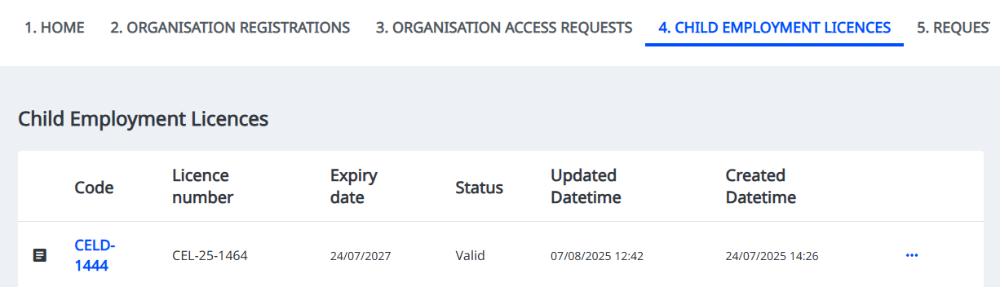 1. HOME 2. ORGANISATION REGISTRATIONS 3. ORGANISATION ACCESS REQUESTS 4. CHILD EMPLOYMENT LICENCES 5.
Child Employment Licences
Code Licence number Expiry date Status Updated Datetime Created Datetime
CELD-1444 CEL-25-1464 24/07/2027 Valid 07/08/2025 12:42 24/07/2025 14:26